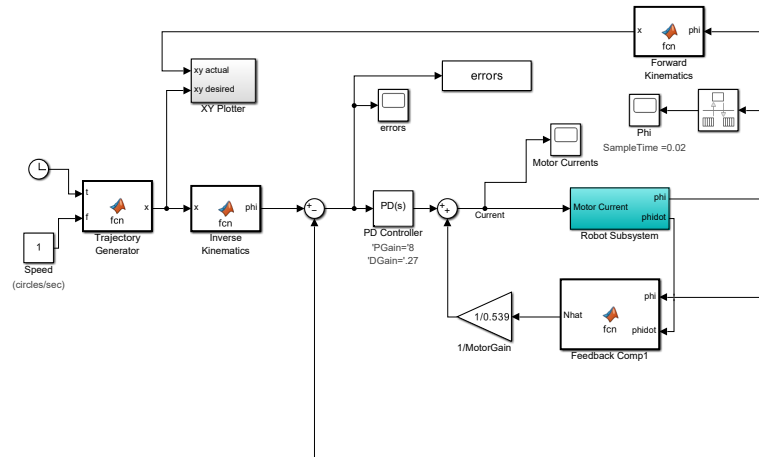 x
phi
fcn
Forward
Kinematics
xy actual
xy desired
XY Plotter
errors
errors
Phi
SampleTime =0.02
Motor Currents
t
f
x
fcn
Trajectory
Generator
x
phi
fcn
Inverse
Kinematics
1
Speed
(circles/sec)
+
−
PD(s)
PD Controller
'PGain='8
'DGain='.27
+
+
Current
Motor Current
phi
phidot
Robot Subsystem
1/0.539
1/MotorGain
Nhat
phi
phidot
fcn
Feedback Comp1